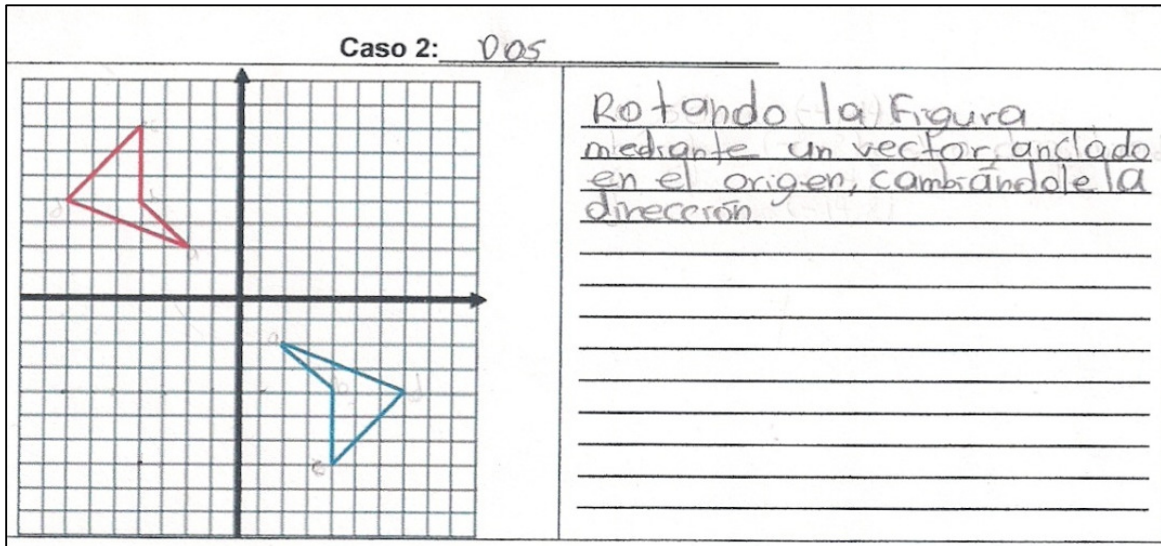 Caso 2: Dos
Rotando la Figura
mediante un vector, anclado
en el origen, cambiándole la
dirección
c
b
d
a
a
b
d
c